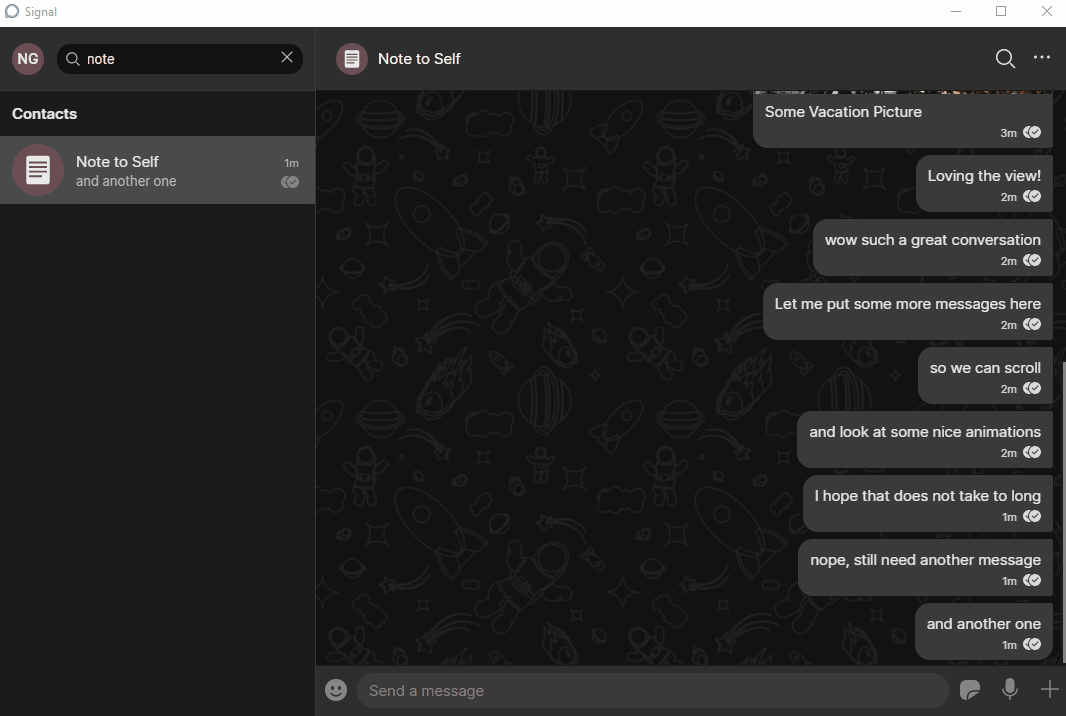 Signal
NG
note
Note to Self
Contacts
Note to Self
1m
and another one
Some Vacation Picture
3m
Loving the view!
2m
wow such a great conversation
2m
Let me put some more messages here
2m
so we can scroll
2m
and look at some nice animations
2m
I hope that does not take to long
1m
nope, still need another message
1m
and another one
1m
Send a message